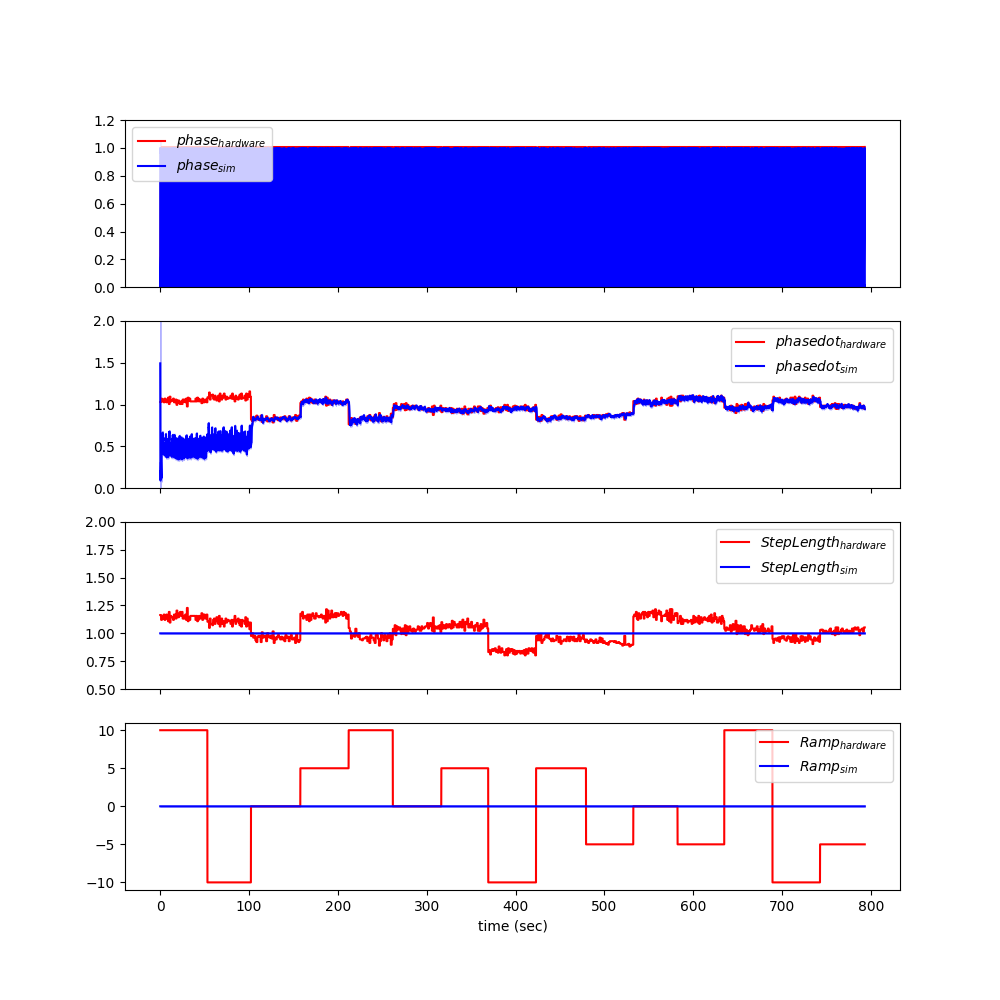 1.2
1.0
0.8
0.6
0.4
0.2
0.0
phase_hardware
phase_sim
2.0
1.5
1.0
0.5
0.0
phasedot_hardware
phasedot_sim
2.00
1.75
1.50
1.25
1.00
0.75
0.50
StepLength_hardware
StepLength_sim
10
5
0
−5
−10
Ramp_hardware
Ramp_sim
0 100 200 300 400 500 600 700 800
time (sec)